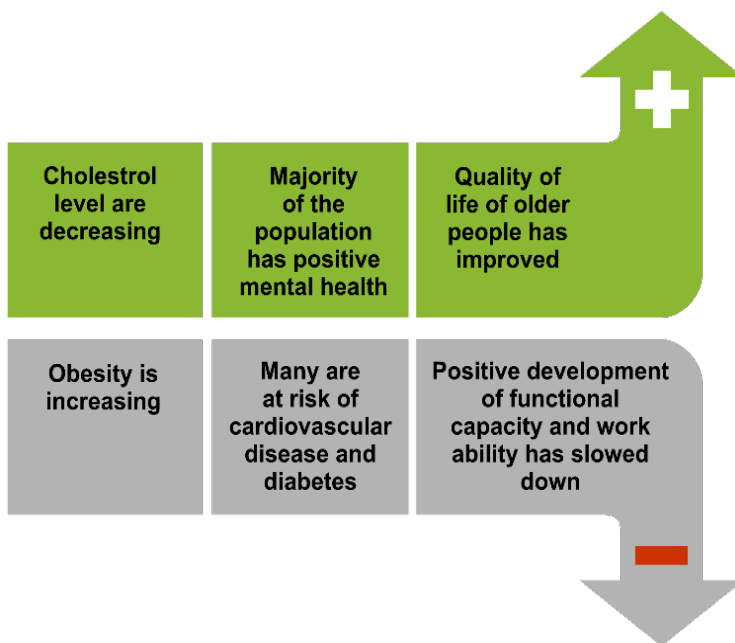 Cholestrol
level are
decreasing
Majority
of the
population
has positive
mental health
Quality of
life of older
people has
improved
Obesity is
increasing
Many are
at risk of
cardiovascular
disease and
diabetes
Positive development
of functional
capacity and work
ability has slowed
down